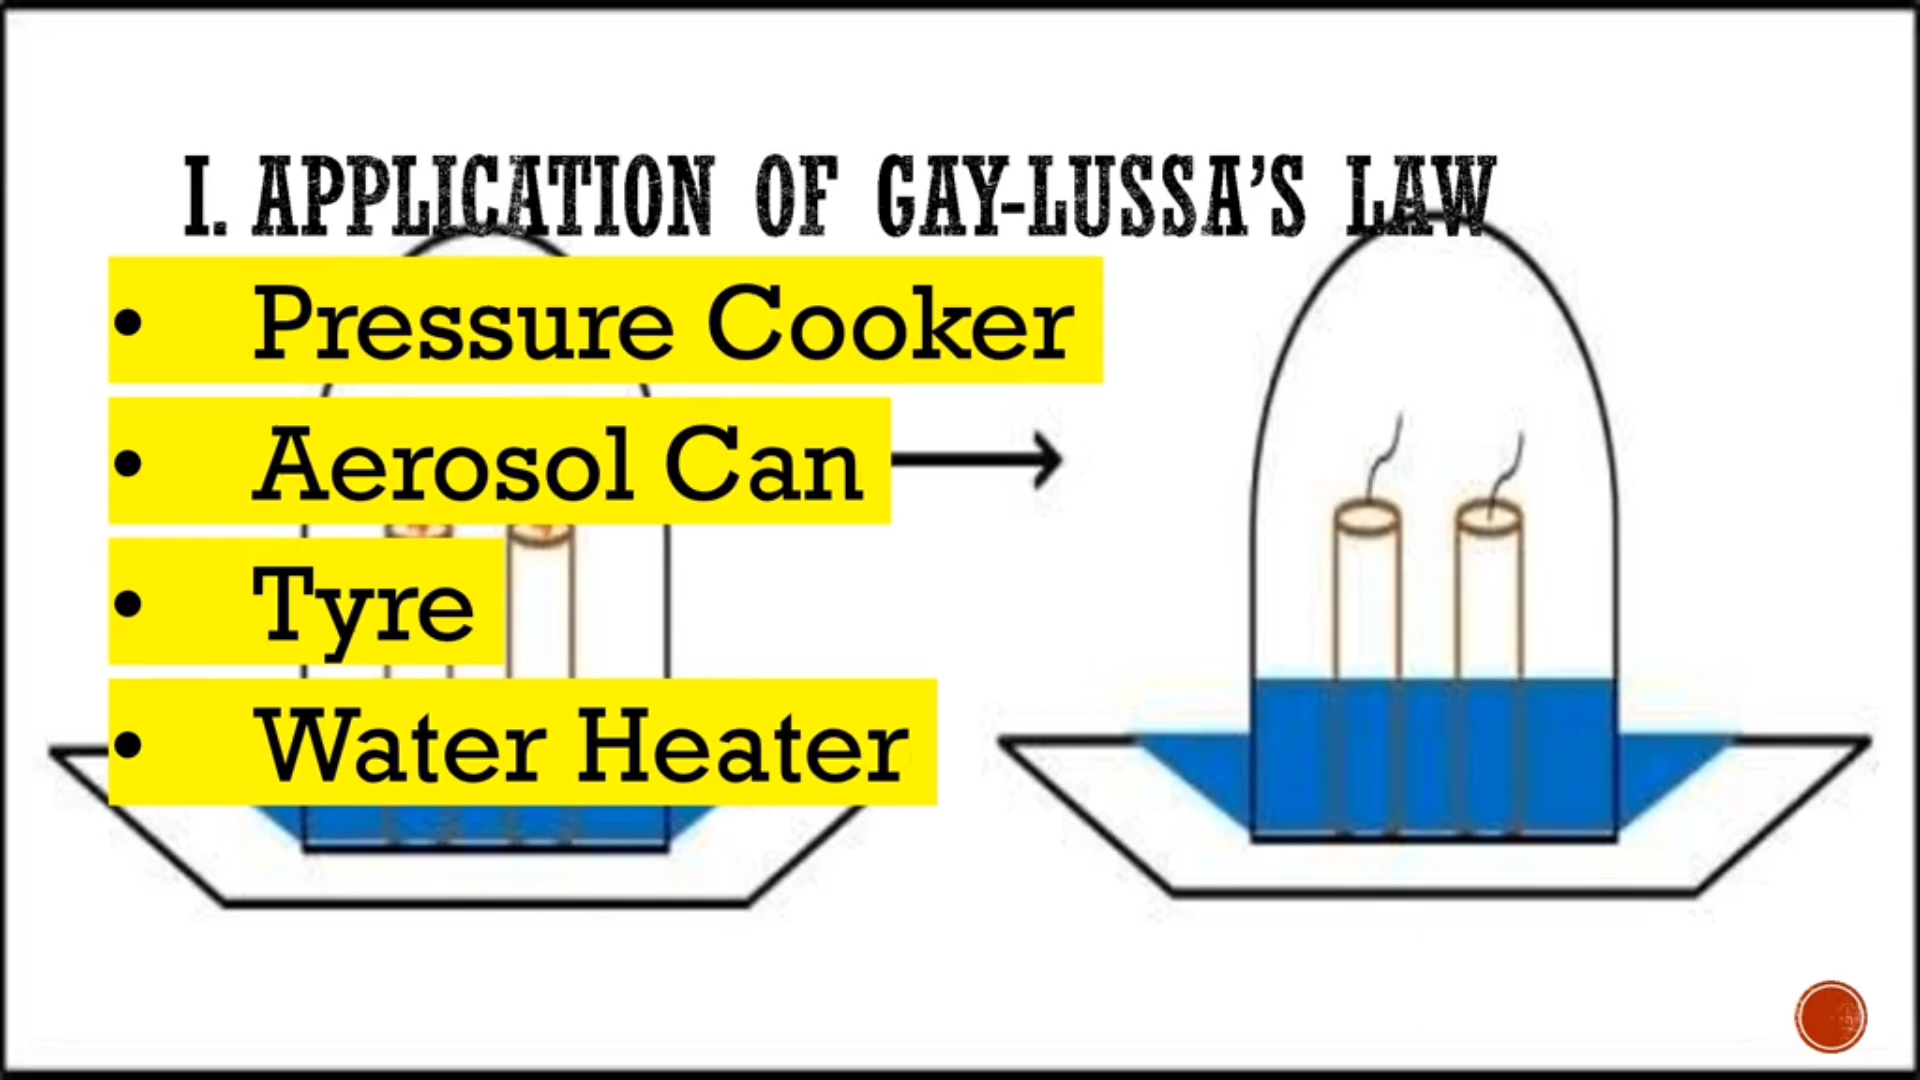 I. APPLICATION OF GAY-LUSSA'S LAW
• Pressure Cooker
• Aerosol Can
• Tyre
• Water Heater